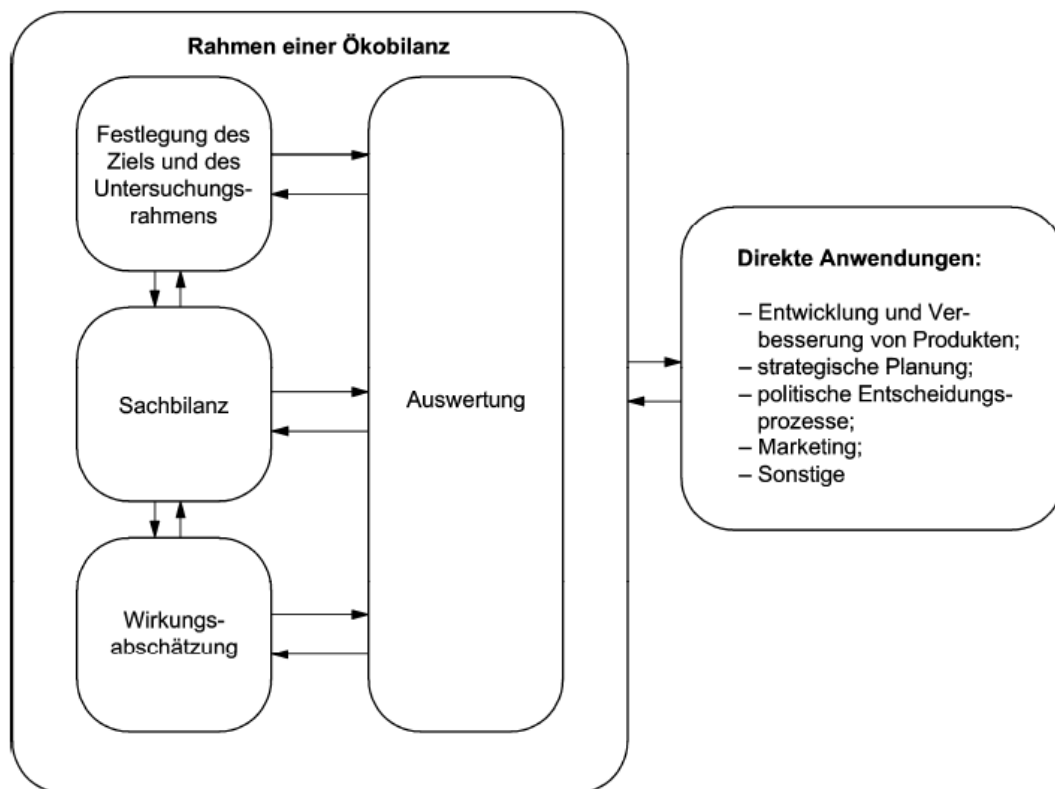 Rahmen einer Ökobilanz
Festlegung des
Ziels und des
Untersuchungs-
rahmens
Sachbilanz
Wirkungs-
abschätzung
Auswertung
Direkte Anwendungen:
– Entwicklung und Ver-
besserung von Produkten;
– strategische Planung;
– politische Entscheidungs-
prozesse;
– Marketing;
– Sonstige